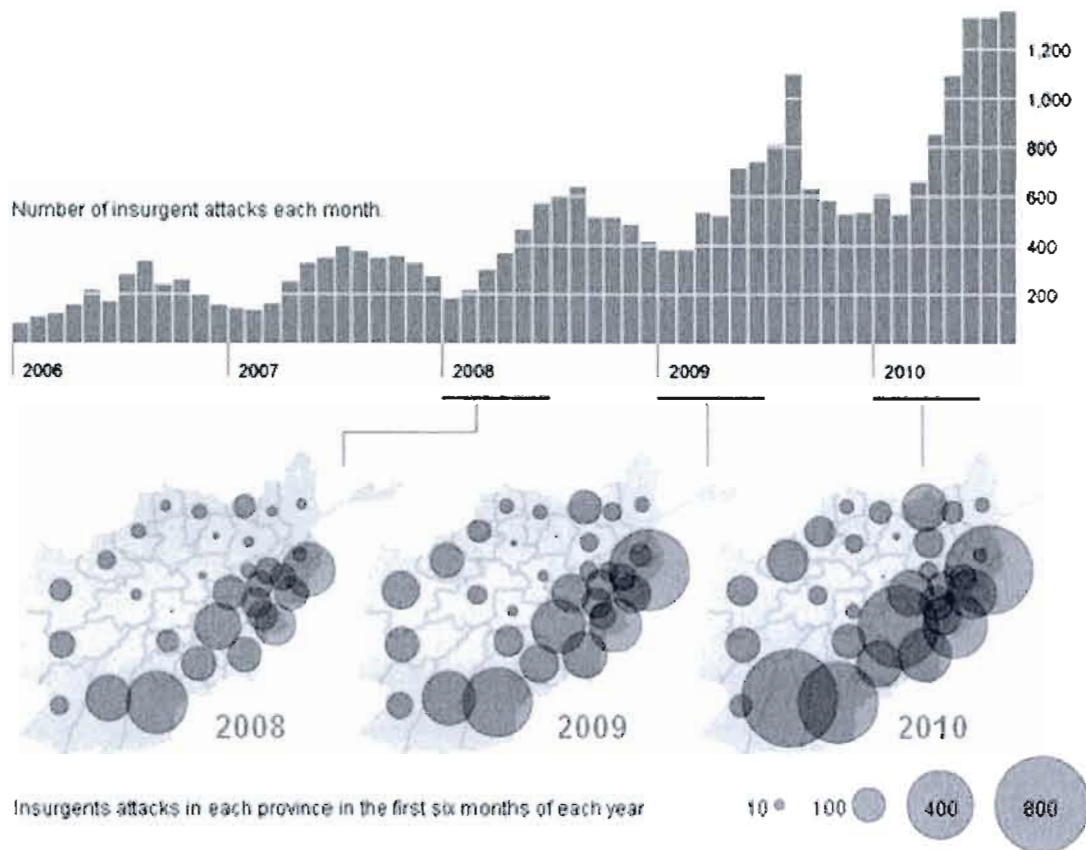 1,200
1,000
800
600
Number of insurgent attacks each month
400
200
2006 2007 2008 2009 2010
2008 2009 2010
Insurgents attacks in each province in the first six months of each year 10 100 400 800